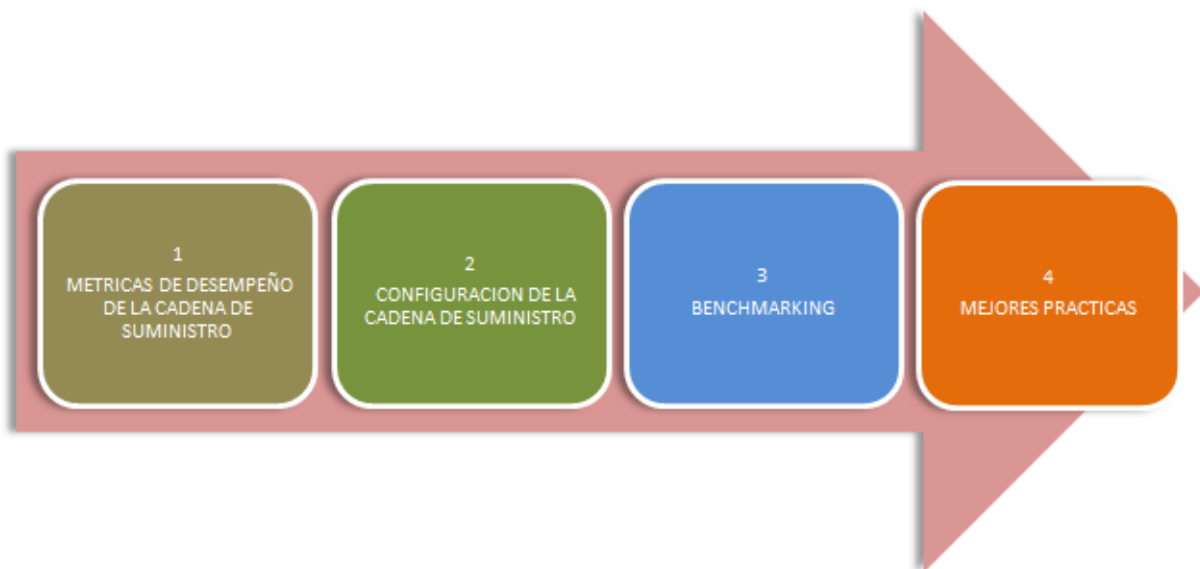 1
METRICAS DE DESEMPEÑO
DE LA CADENA DE
SUMINISTRO
2
CONFIGURACION DE LA
CADENA DE SUMINISTRO
3
BENCHMARKING
4
MEJORES PRACTICAS